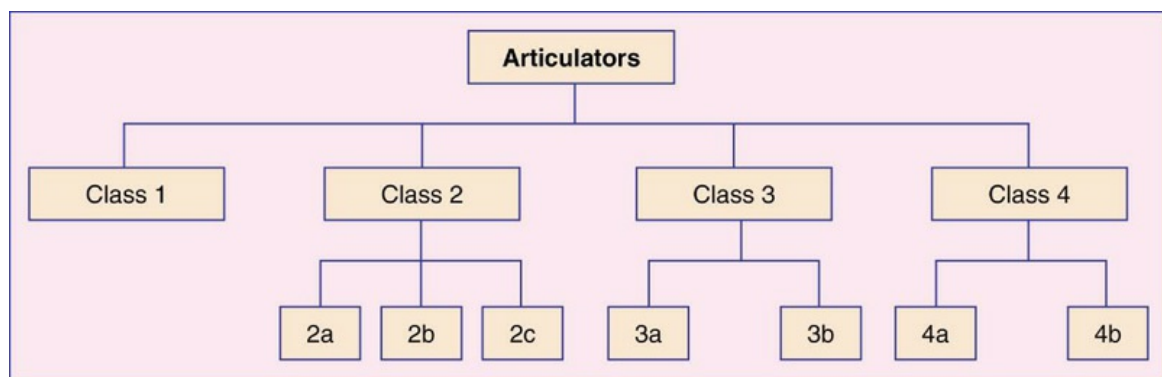 Articulators
Class 1
Class 2
Class 3
Class 4
2a
2b
2c
3a
3b
4a
4b